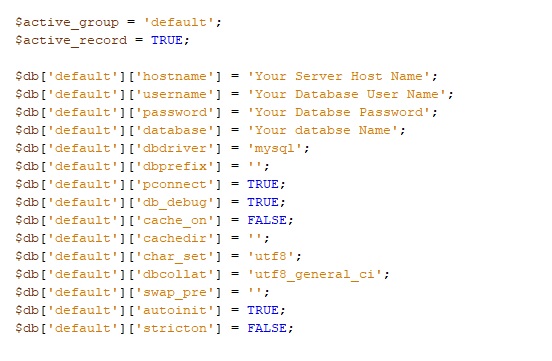 $active_group = 'default';
$active_record = TRUE;
$db['default']['hostname'] = 'Your Server Host Name';
$db['default']['username'] = 'Your Database User Name';
$db['default']['password'] = 'Your Databse Password';
$db['default']['database'] = 'Your databse Name';
$db['default']['dbdriver'] = 'mysql';
$db['default']['dbprefix'] = '';
$db['default']['pconnect'] = TRUE;
$db['default']['db_debug'] = TRUE;
$db['default']['cache_on'] = FALSE;
$db['default']['cachedir'] = '';
$db['default']['char_set'] = 'utf8';
$db['default']['dbcollat'] = 'utf8_general_ci';
$db['default']['swap_pre'] = '';
$db['default']['autoinit'] = TRUE;
$db['default']['stricton'] = FALSE;